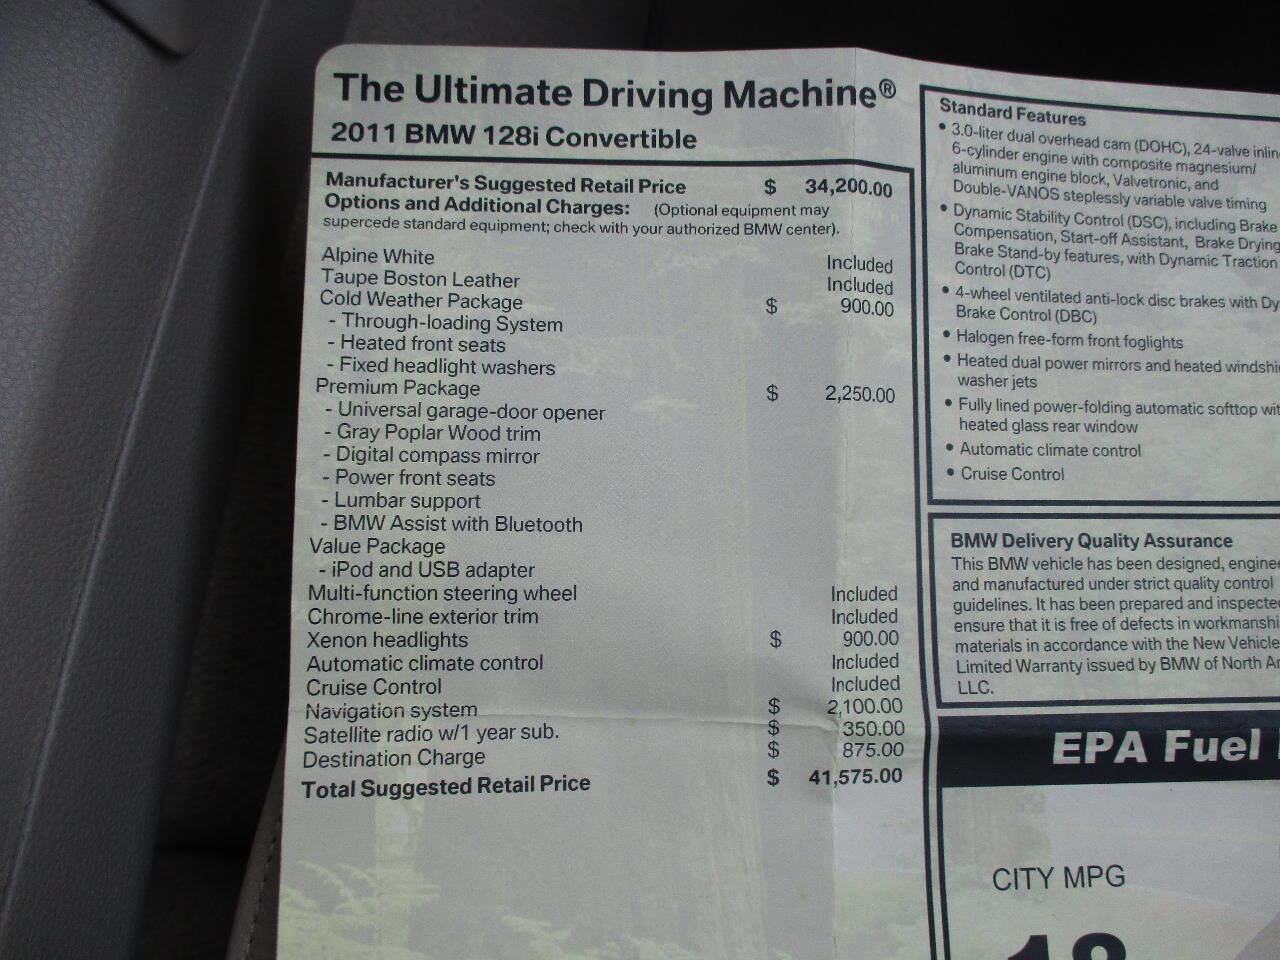 The Ultimate Driving Machine®
2011 BMW 128i Convertible
Manufacturer's Suggested Retail Price $ 34,200.00
Options and Additional Charges: (Optional equipment may
supercede standard equipment; check with your authorized BMW center).
Alpine White Included
Taupe Boston Leather Included
Cold Weather Package $ 900.00
- Through-loading System
- Heated front seats
- Fixed headlight washers
Premium Package $ 2,250.00
- Universal garage-door opener
- Gray Poplar Wood trim
- Digital compass mirror
- Power front seats
- Lumbar support
- BMW Assist with Bluetooth
Value Package
- iPod and USB adapter
Multi-function steering wheel Included
Chrome-line exterior trim Included
Xenon headlights $ 900.00
Automatic climate control Included
Cruise Control Included
Navigation system $ 2,100.00
Satellite radio w/1 year sub. $ 350.00
Destination Charge $ 875.00
Total Suggested Retail Price $ 41,575.00
Standard Features
• 3.0-liter dual overhead cam (DOHC), 24-valve inlin
6-cylinder engine with composite magnesium/
aluminum engine block, Valvetronic, and
Double-VANOS steplessly variable valve timing
• Dynamic Stability Control (DSC), including Brake
Compensation, Start-off Assistant, Brake Drying
Brake Stand-by features, with Dynamic Traction
Control (DTC)
• 4-wheel ventilated anti-lock disc brakes with Dy
Brake Control (DBC)
• Halogen free-form front foglights
• Heated dual power mirrors and heated windshi
washer jets
• Fully lined power-folding automatic softtop wit
heated glass rear window
• Automatic climate control
• Cruise Control
BMW Delivery Quality Assurance
This BMW vehicle has been designed, enginee
and manufactured under strict quality control
guidelines. It has been prepared and inspected
ensure that it is free of defects in workmanshi
materials in accordance with the New Vehicle
Limited Warranty issued by BMW of North Am
LLC.
EPA Fuel
CITY MPG
18